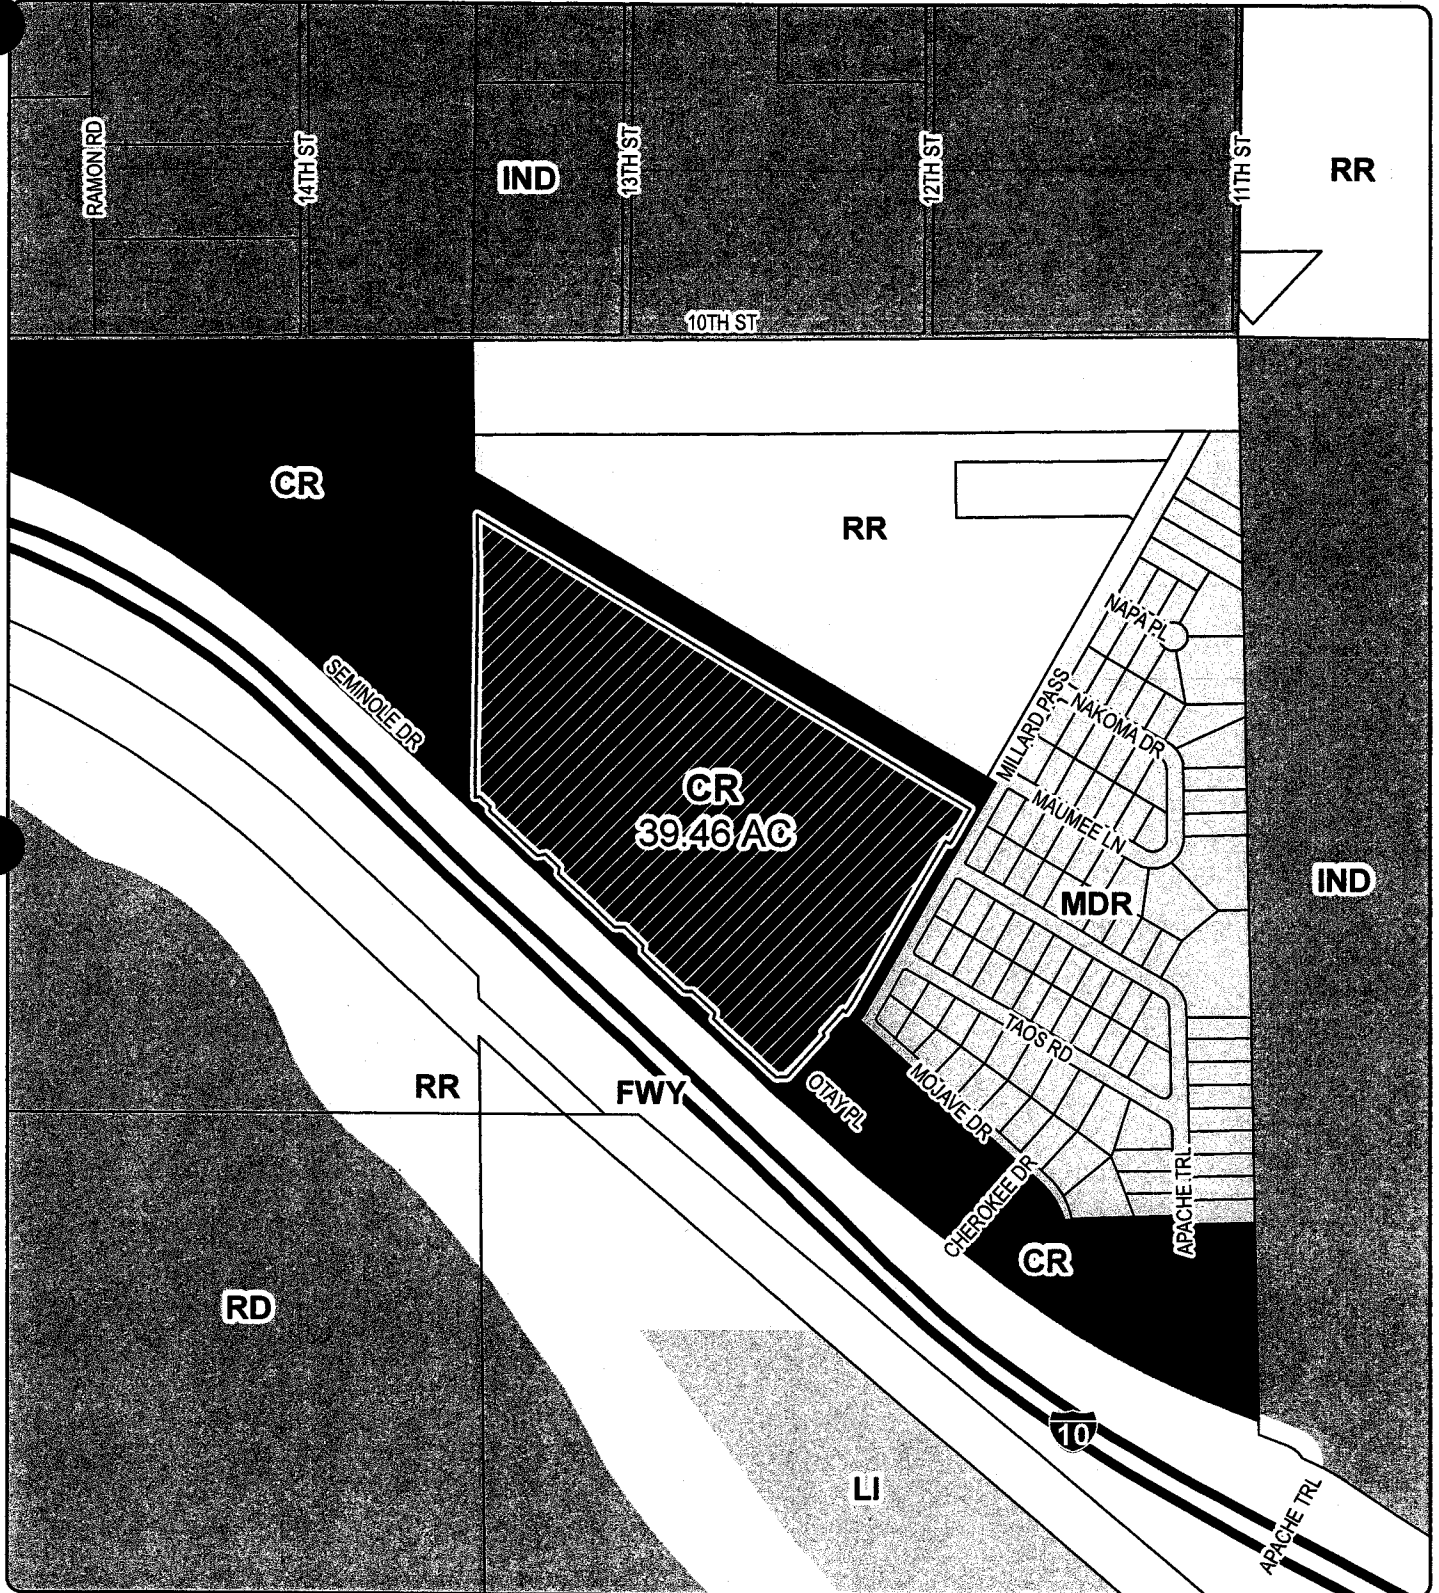 RAMON RD
14TH ST
IND
13TH ST
12TH ST
11TH ST
RR
10TH ST
CR
RR
NAPA PL
SEMINOLE DR
MILLARD PASS
NAKOMA DR
CR
39.46 AC
MAUMEE LN
IND
MDR
TAOS RD
RR
FWY
OTAY PL
MOJAVE DR
CHEROKEE DR
APACHE TRL
CR
RD
10
LI
APACHE TRL